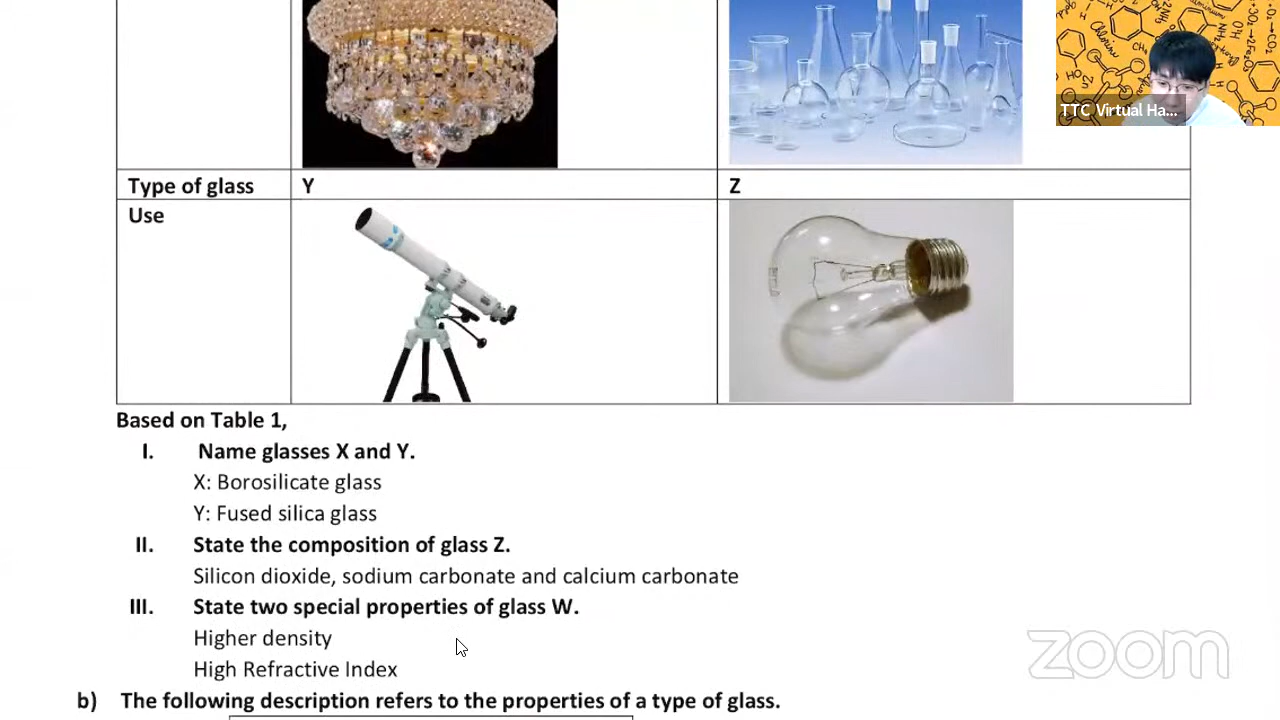 TTC Virtual Ha...
Type of glass Y Z
Use
Based on Table 1,
I. Name glasses X and Y.
X: Borosilicate glass
Y: Fused silica glass
II. State the composition of glass Z.
Silicon dioxide, sodium carbonate and calcium carbonate
III. State two special properties of glass W.
Higher density
High Refractive Index
zoom
b) The following description refers to the properties of a type of glass.